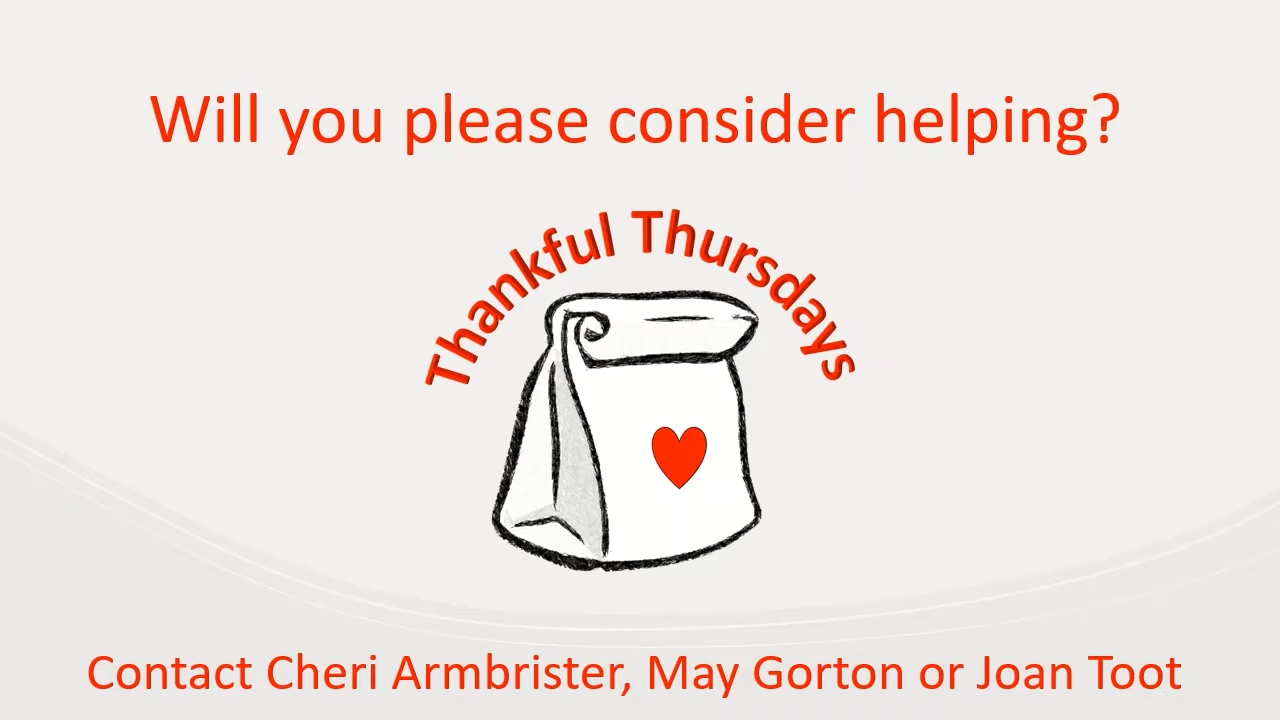 Will you please consider helping?
Thankful Thursdays
Contact Cheri Armbrister, May Gorton or Joan Toot